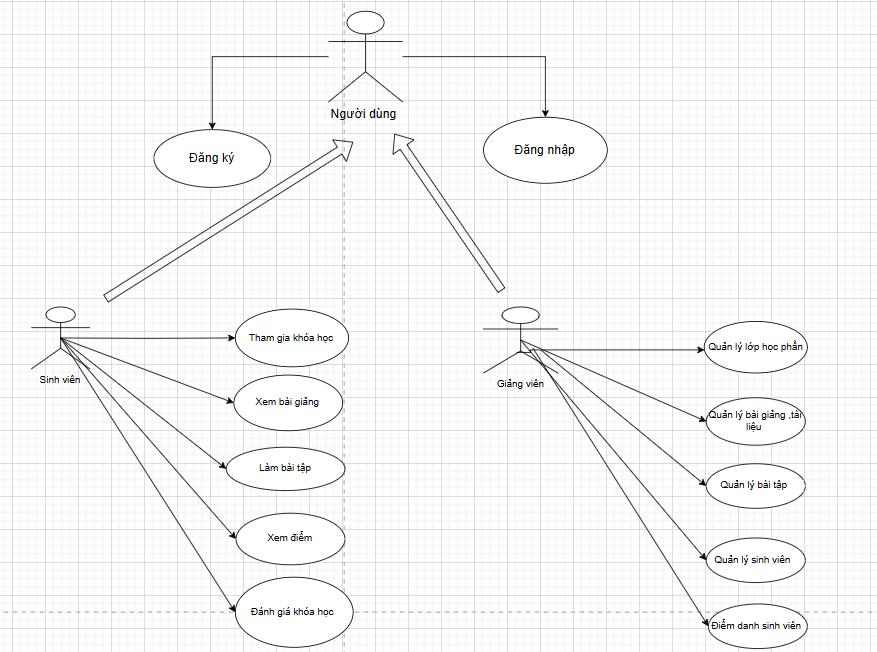 Người dùng
Đăng ký
Đăng nhập
Sinh viên
Tham gia khóa học
Xem bài giảng
Làm bài tập
Xem điểm
Đánh giá khóa học
Giảng viên
Quản lý lớp học phần
Quản lý bài giảng ,tài
liệu
Quản lý bài tập
Quản lý sinh viên
Điểm danh sinh viên